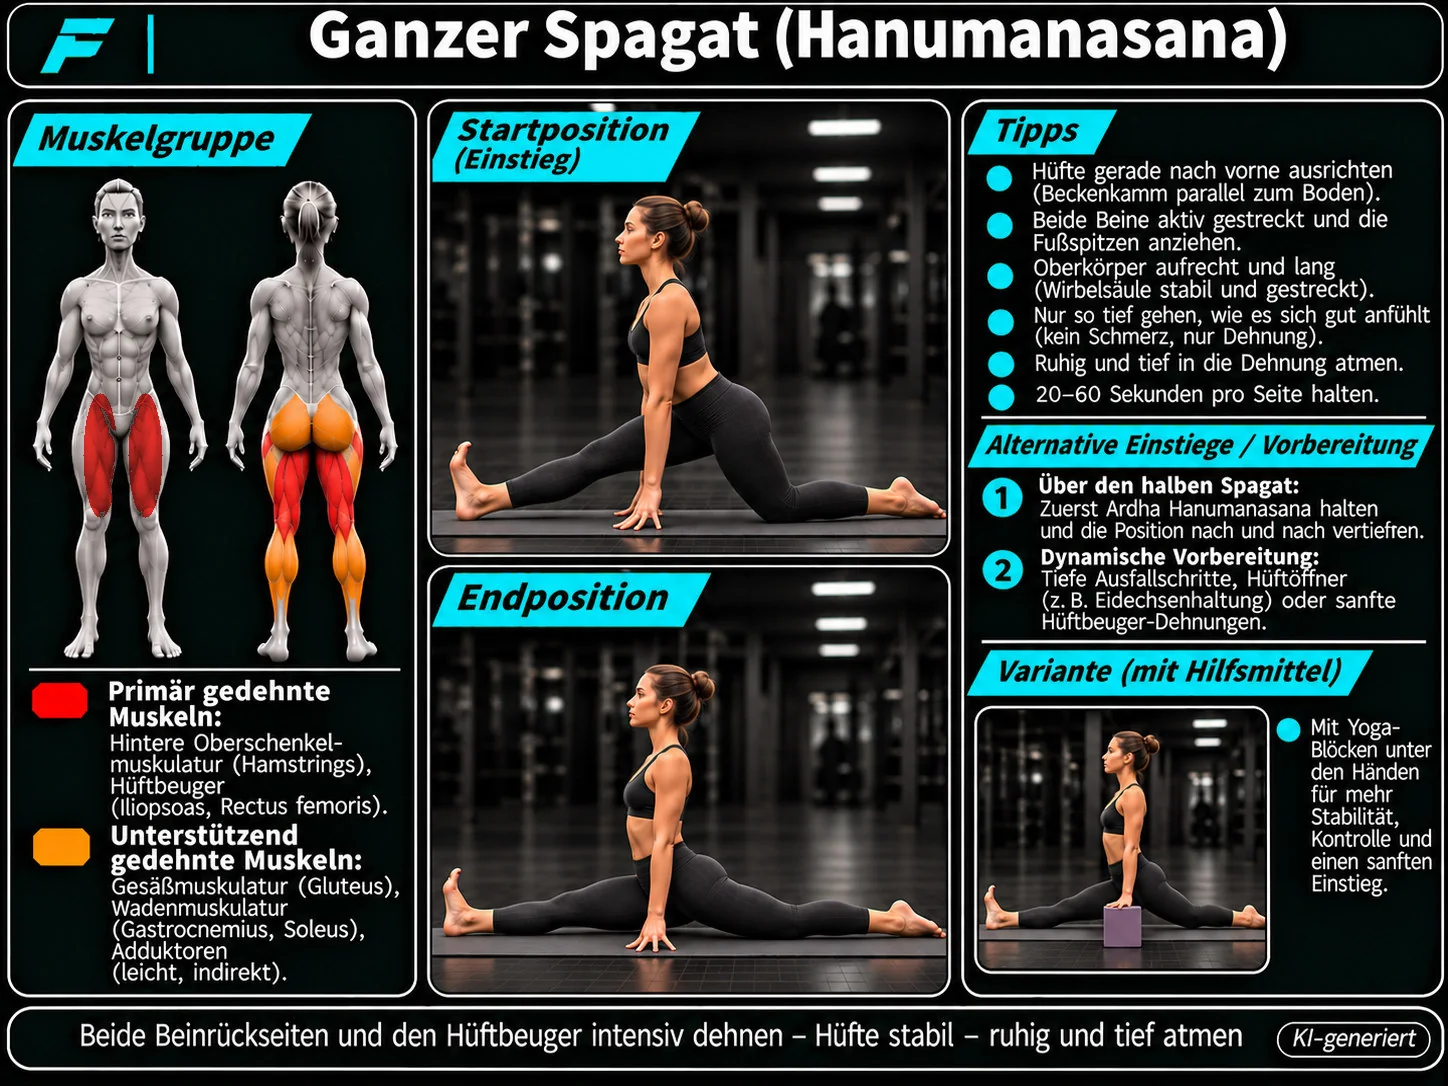 F
Ganzer Spagat (Hanumanasana)
Muskelgruppe
Primär gedehnte
Muskeln:
Hintere Oberschenkel-
muskulatur (Hamstrings),
Hüftbeuger
(Iliopsoas, Rectus femoris).
Unterstützend
gedehnte Muskeln:
Gesäßmuskulatur (Gluteus),
Wadenmuskulatur
(Gastrocnemius, Soleus),
Adduktoren
(leicht, indirekt).
Startposition
(Einstieg)
Endposition
Tipps
Hüfte gerade nach vorne ausrichten
(Beckenkamm parallel zum Boden).
Beide Beine aktiv gestreckt und die
Fußspitzen anziehen.
Oberkörper aufrecht und lang
(Wirbelsäule stabil und gestreckt).
Nur so tief gehen, wie es sich gut anfühlt
(kein Schmerz, nur Dehnung).
Ruhig und tief in die Dehnung atmen.
20–60 Sekunden pro Seite halten.
Alternative Einstiege / Vorbereitung
1 Über den halben Spagat:
Zuerst Ardha Hanumanasana halten
und die Position nach und nach vertiefen.
2 Dynamische Vorbereitung:
Tiefe Ausfallschritte, Hüftöffner
(z. B. Eidechsenhaltung) oder sanfte
Hüftbeuger-Dehnungen.
Variante (mit Hilfsmittel)
Mit Yoga-
Blöcken unter
den Händen
für mehr
Stabilität,
Kontrolle und
einen sanften
Einstieg.
Beide Beinrückseiten und den Hüftbeuger intensiv dehnen – Hüfte stabil – ruhig und tief atmen
KI-generiert